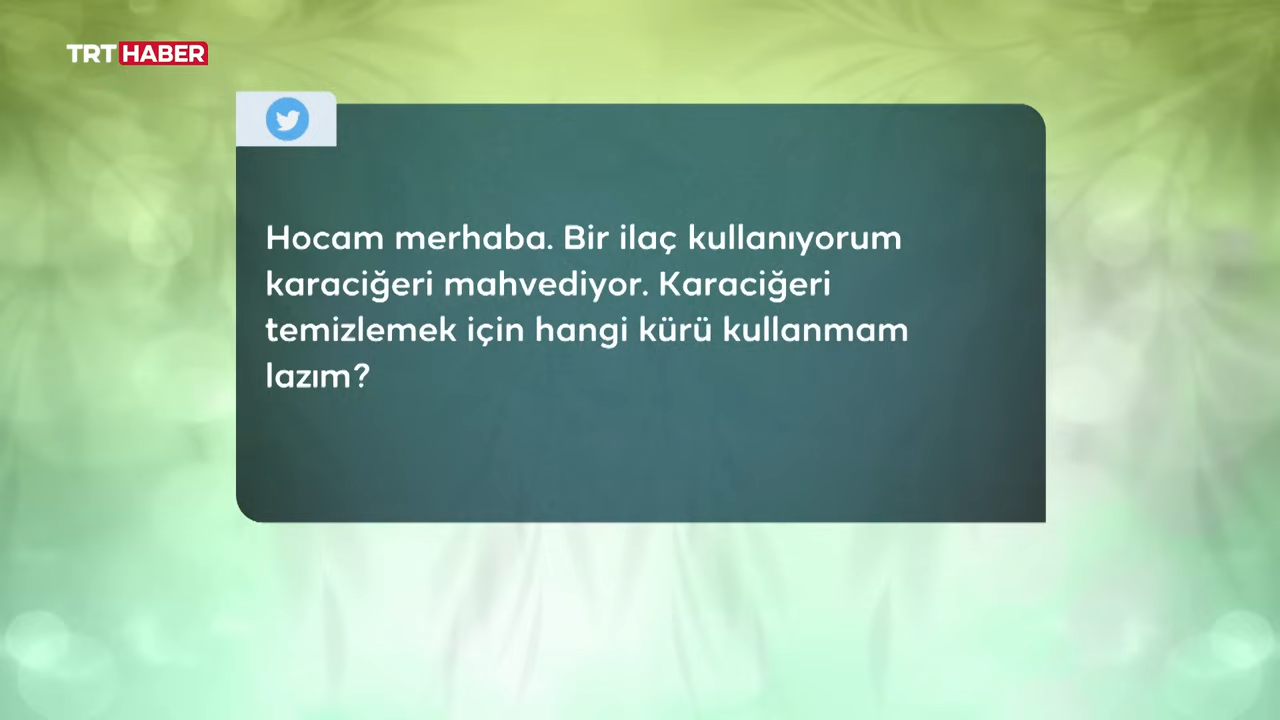 TRT HABER
Hocam merhaba. Bir ilaç kullanıyorum
karaciğeri mahvediyor. Karaciğeri
temizlemek için hangi kürü kullanmam
lazım?